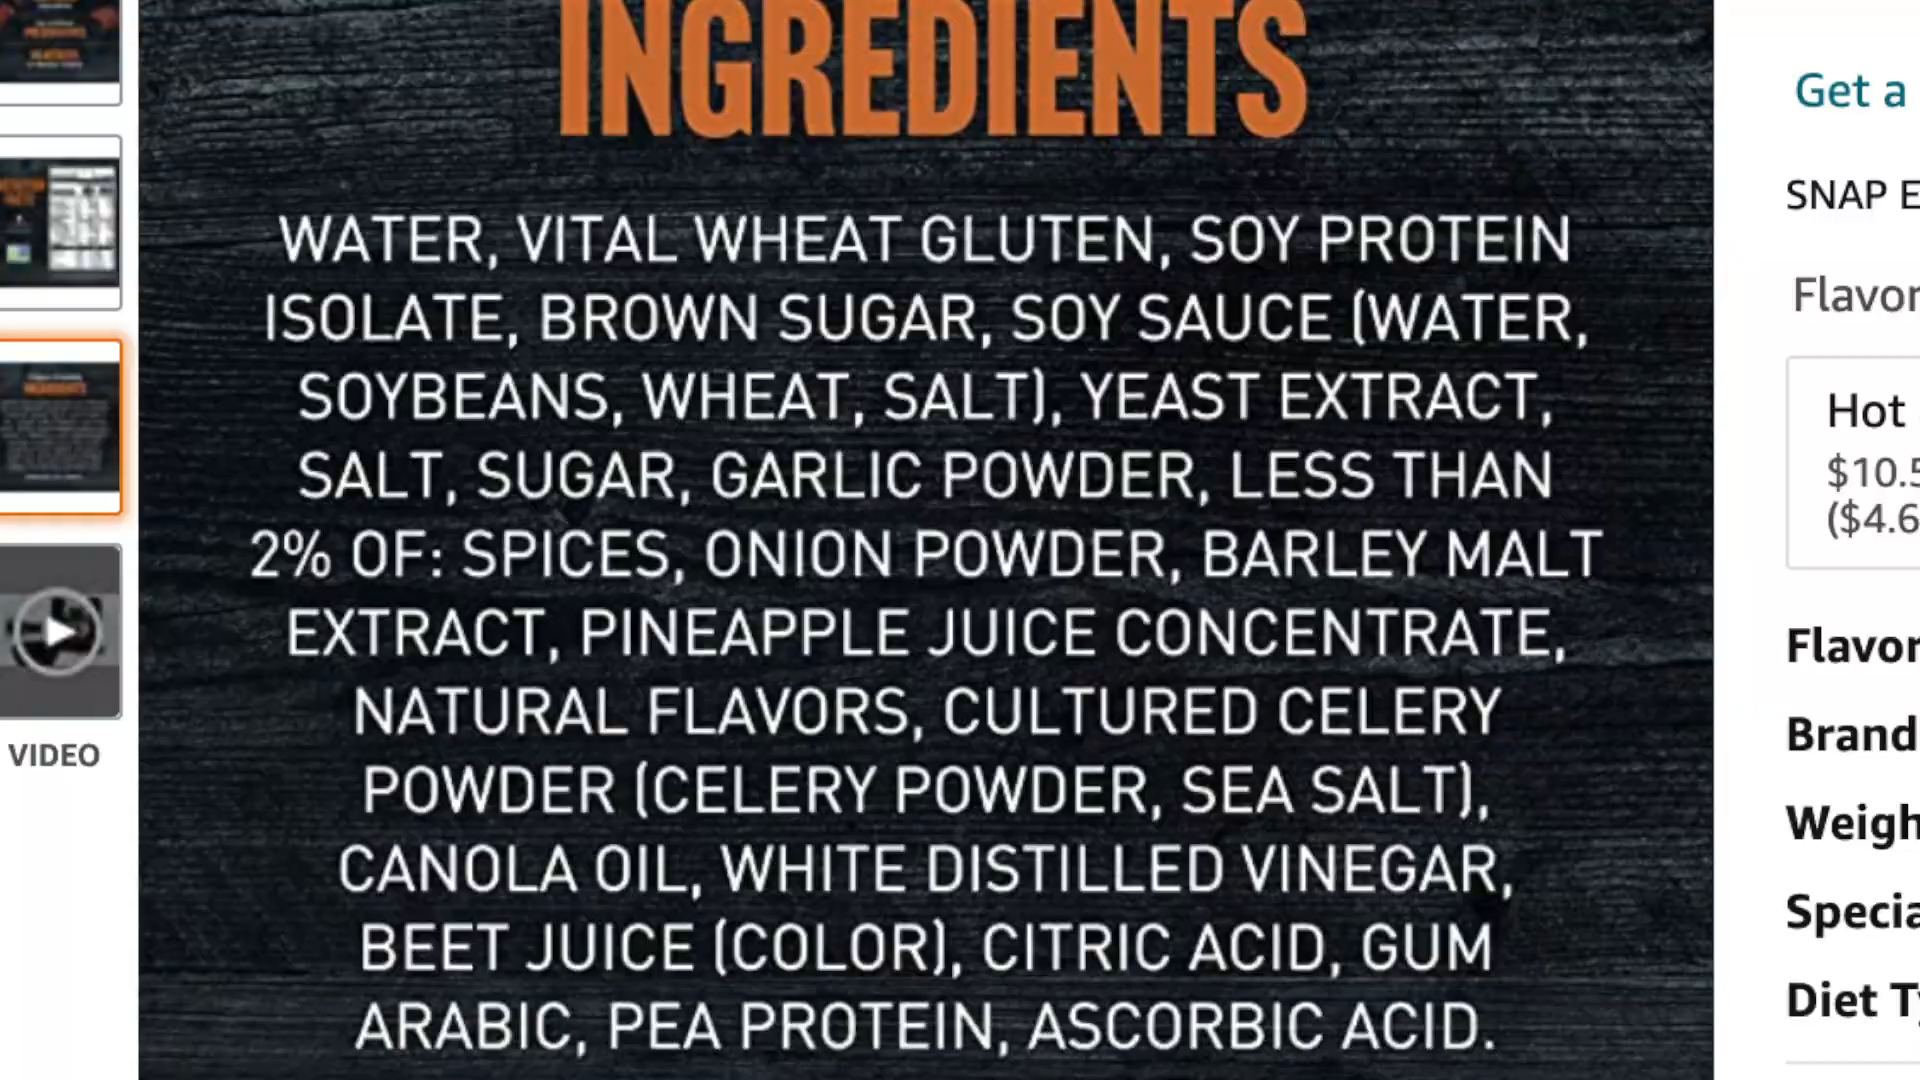 INGREDIENTS
WATER, VITAL WHEAT GLUTEN, SOY PROTEIN
ISOLATE, BROWN SUGAR, SOY SAUCE (WATER,
SOYBEANS, WHEAT, SALT), YEAST EXTRACT,
SALT, SUGAR, GARLIC POWDER, LESS THAN
2% OF: SPICES, ONION POWDER, BARLEY MALT
EXTRACT, PINEAPPLE JUICE CONCENTRATE,
NATURAL FLAVORS, CULTURED CELERY
POWDER (CELERY POWDER, SEA SALT),
CANOLA OIL, WHITE DISTILLED VINEGAR,
BEET JUICE (COLOR), CITRIC ACID, GUM
ARABIC, PEA PROTEIN, ASCORBIC ACID.
VIDEO
Get a
SNAP E
Flavor
Hot
$10.5
($4.6
Flavor
Brand
Weigh
Specia
Diet Ty